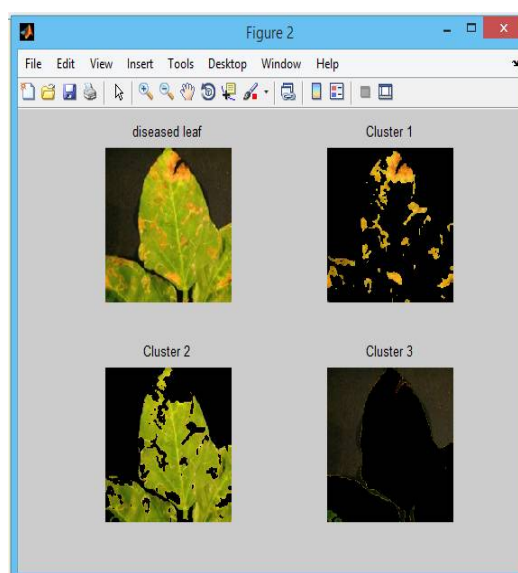 Figure 2
File Edit View Insert Tools Desktop Window Help
diseased leaf Cluster 1
Cluster 2 Cluster 3